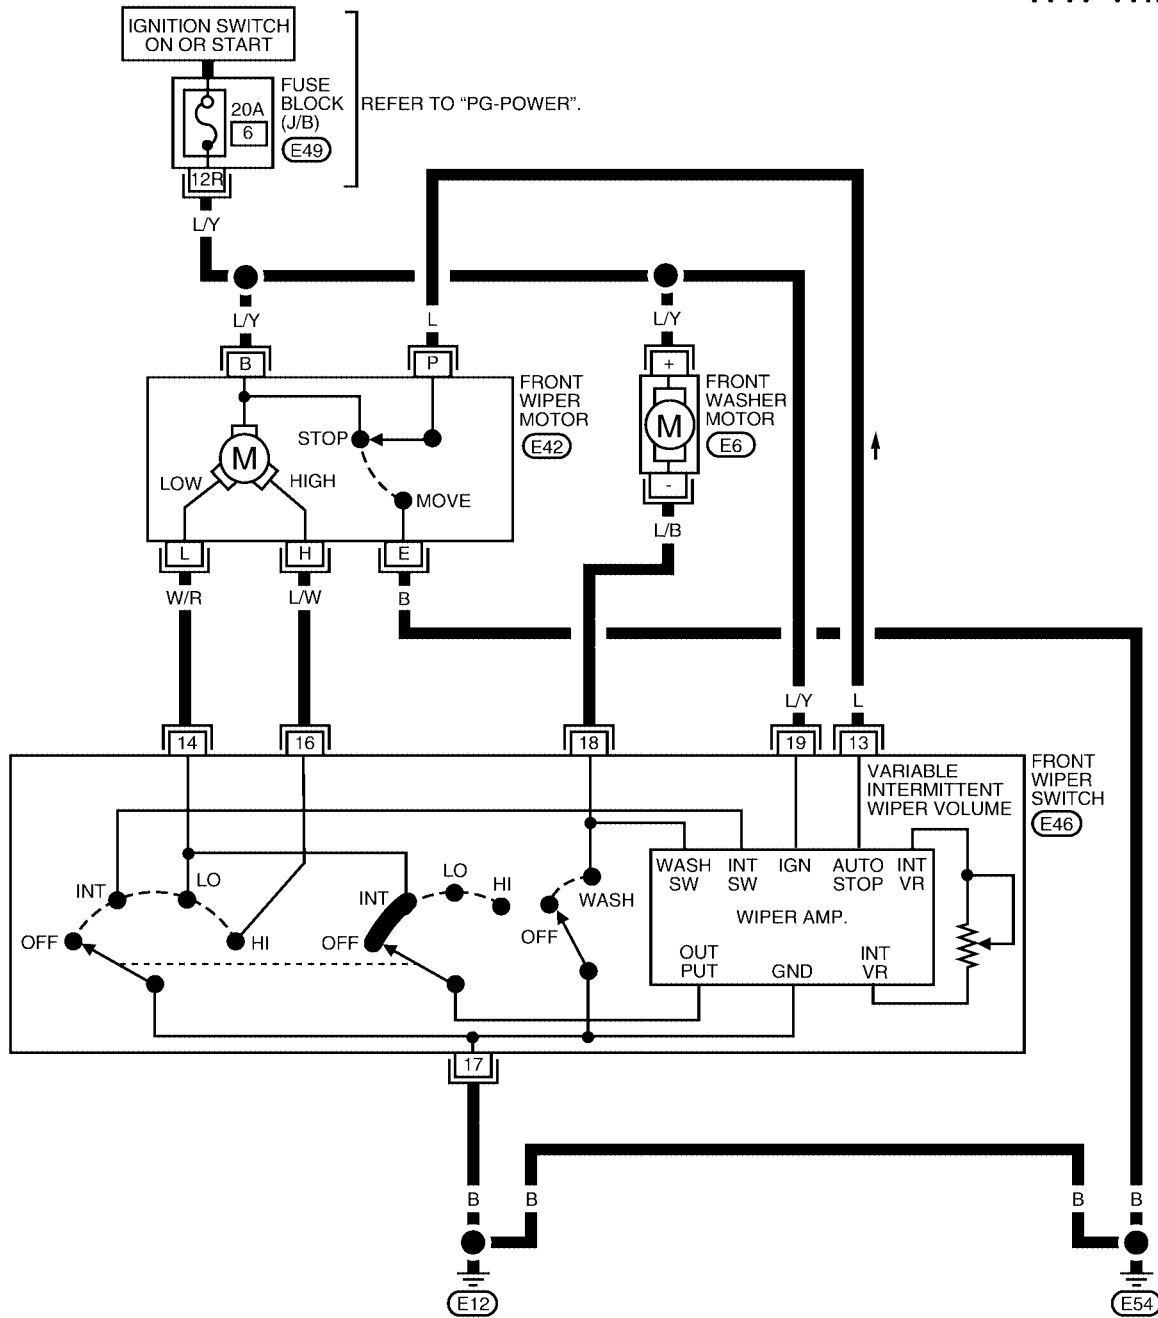 IGNITION SWITCH
ON OR START
FUSE
BLOCK
(J/B)
20A
6
E49
REFER TO "PG-POWER".
12R
L/Y
L/Y
L
L/Y
B
P
+
FRONT
WIPER
MOTOR
E42
FRONT
WASHER
MOTOR
E6
STOP
M
M
LOW
HIGH
MOVE
-
L/B
L
H
E
W/R
L/W
B
L/Y
L
14
16
18
19
13
VARIABLE
INTERMITTENT
WIPER VOLUME
FRONT
WIPER
SWITCH
E46
INT
LO
OFF
HI
INT
LO
HI
OFF
WASH
OFF
WASH
SW
INT
SW
IGN
AUTO
STOP
INT
VR
WIPER AMP.
OUT
PUT
GND
INT
VR
17
B
B
B
B
E12
E54